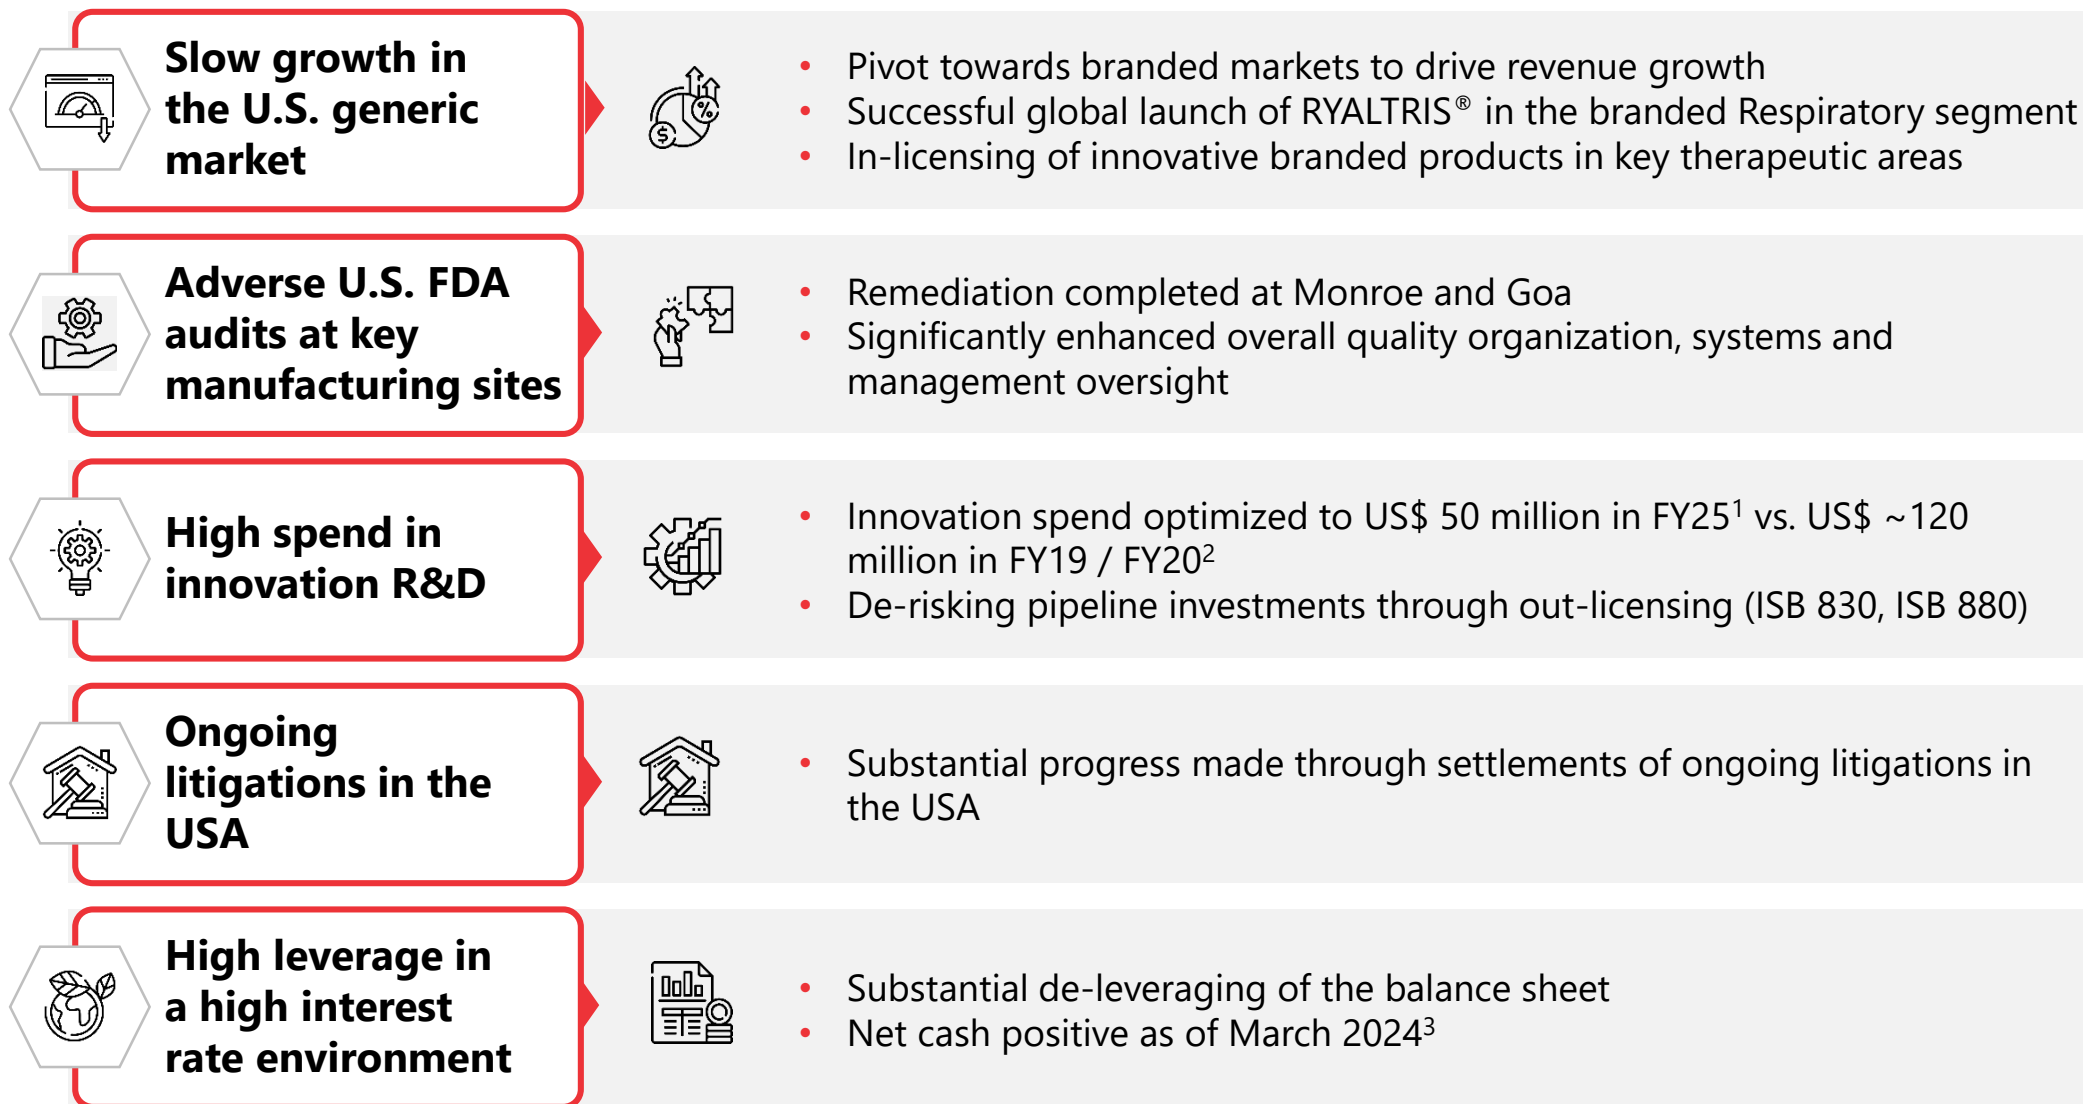 Slow growth in
the U.S. generic
market
• Pivot towards branded markets to drive revenue growth
• Successful global launch of RYALTRIS® in the branded Respiratory segment
• In-licensing of innovative branded products in key therapeutic areas
Adverse U.S. FDA
audits at key
manufacturing sites
• Remediation completed at Monroe and Goa
• Significantly enhanced overall quality organization, systems and
management oversight
High spend in
innovation R&D
• Innovation spend optimized to US$ 50 million in FY25¹ vs. US$ ~120
million in FY19 / FY20²
• De-risking pipeline investments through out-licensing (ISB 830, ISB 880)
Ongoing
litigations in the
USA
• Substantial progress made through settlements of ongoing litigations in
the USA
High leverage in
a high interest
rate environment
• Substantial de-leveraging of the balance sheet
• Net cash positive as of March 2024³